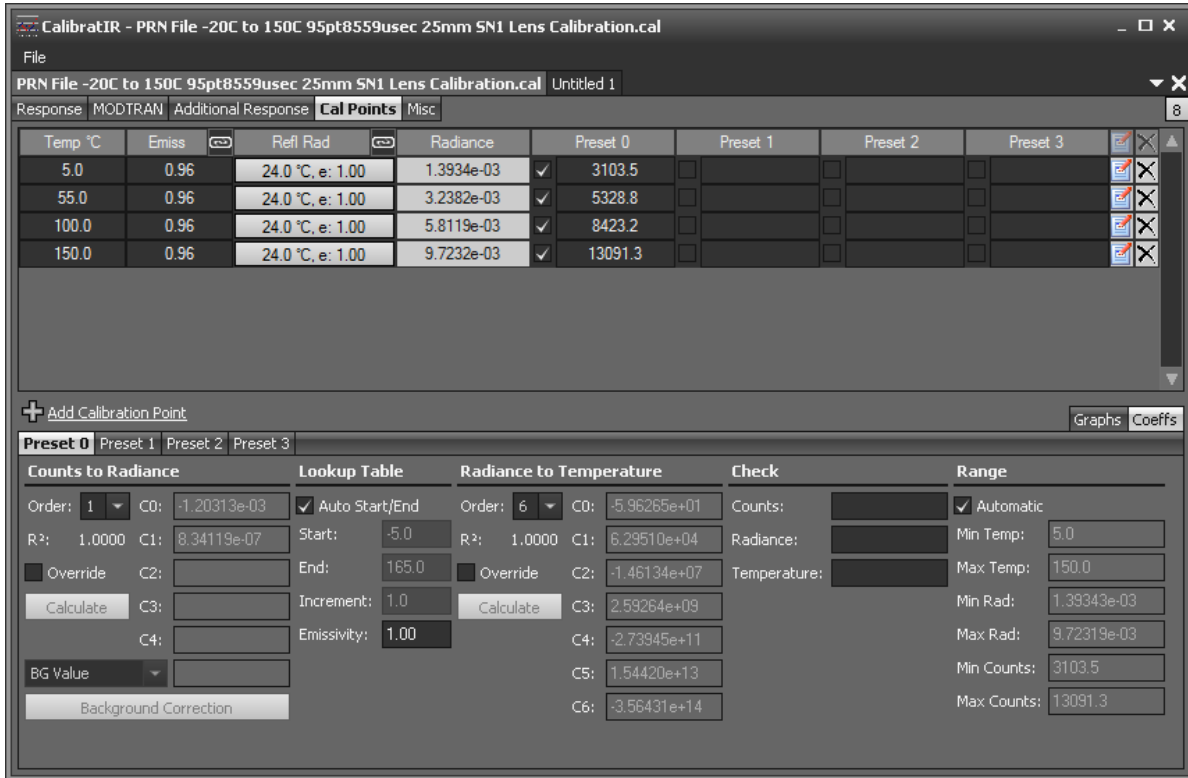 CalibratIR - PRN File -20C to 150C 95pt8559usec 25mm SN1 Lens Calibration.cal
File
PRN File -20C to 150C 95pt8559usec 25mm SN1 Lens Calibration.cal Untitled 1
Response MODTRAN Additional Response Cal Points Misc 8
Temp °C Emiss Refl Rad Radiance Preset 0 Preset 1 Preset 2 Preset 3
5.0 0.96 24.0 °C, e: 1.00 1.3934e-03 3103.5
55.0 0.96 24.0 °C, e: 1.00 3.2382e-03 5328.8
100.0 0.96 24.0 °C, e: 1.00 5.8119e-03 8423.2
150.0 0.96 24.0 °C, e: 1.00 9.7232e-03 13091.3
Add Calibration Point Graphs Coeffs
Preset 0 Preset 1 Preset 2 Preset 3
Counts to Radiance Lookup Table Radiance to Temperature Check Range
Order: 1 C0: -1.20313e-03 Auto Start/End Order: 6 C0: -5.96265e+01 Counts: Automatic
R²: 1.0000 C1: 8.34119e-07 Start: -5.0 R²: 1.0000 C1: 6.29510e+04 Radiance: Min Temp: 5.0
Override C2: End: 165.0 Override C2: -1.46134e+07 Temperature: Max Temp: 150.0
Calculate C3: Increment: 1.0 Calculate C3: 2.59264e+09 Min Rad: 1.39343e-03
C4: Emissivity: 1.00 C4: -2.73945e+11 Max Rad: 9.72319e-03
BG Value C5: 1.54420e+13 Min Counts: 3103.5
Background Correction C6: -3.56431e+14 Max Counts: 13091.3